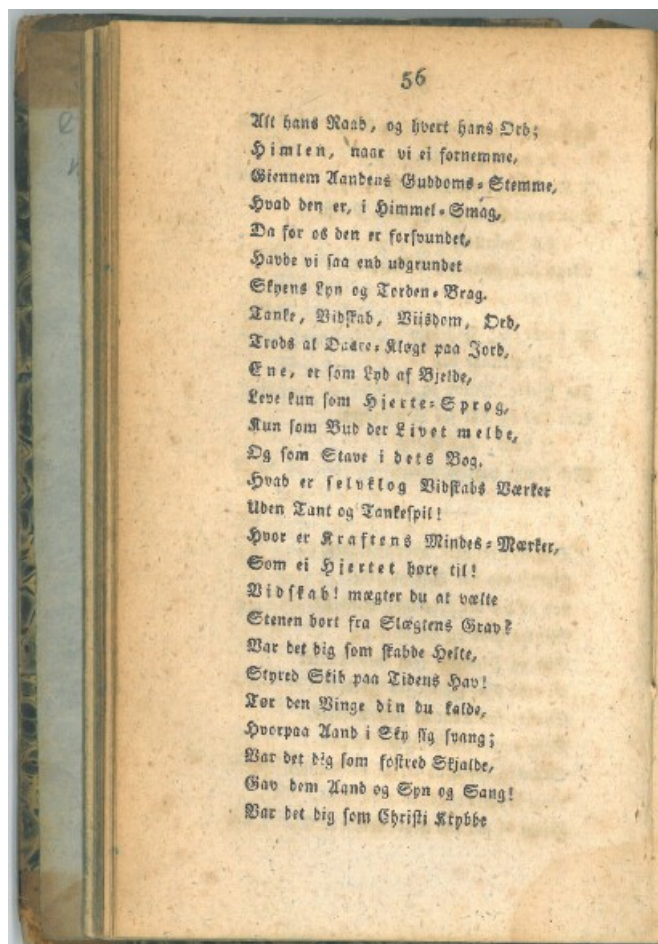 56
Alt hans Raab, og hvert hans Ord;
Himlen, naar vi ei fornemme,
Giennem Aandens Guddoms-Stemme,
Hvad den er, i Himmel-Smag,
Da for os den er forsvundet,
Havde vi saa end udgrundet
Skyens Lyn og Torden-Brag.
Tanke, Vidskab, Viisdom, Ord,
Trods al Daare-Kløgt paa Jord,
Ene, er som Lyd af Bjelde,
Leve kun som Hjerte-Sprog,
Kun som Bud der Livet melde,
Og som Stave i dets Bog.
Hvad er selvklog Vidskabs Værker
Uden Tant og Tankespil!
Hvor er Kraftens Mindes-Mærker,
Som ei Hjertet høre til!
Vidskab! mægter du at vælte
Stenen bort fra Slægtens Grav?
Var det dig som skabde Helte,
Styred Skib paa Tidens Hav!
Tør den Vinge din du kalde,
Hvorpaa Aand i Sky sig svang;
Var det dig som fostred Skjalde,
Gav dem Aand og Syn og Sang!
Var det dig som Christi Krybbe